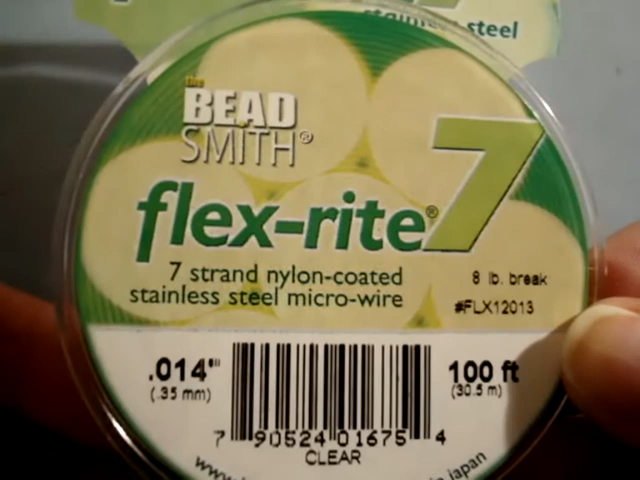 stainless steel
the
BEAD
SMITH®
flex-rite® 7
7 strand nylon-coated
stainless steel micro-wire
8 lb. break
#FLX12013
.014"
(.35 mm)
100 ft
(30.5 m)
7 90524 01675 4
CLEAR
japan